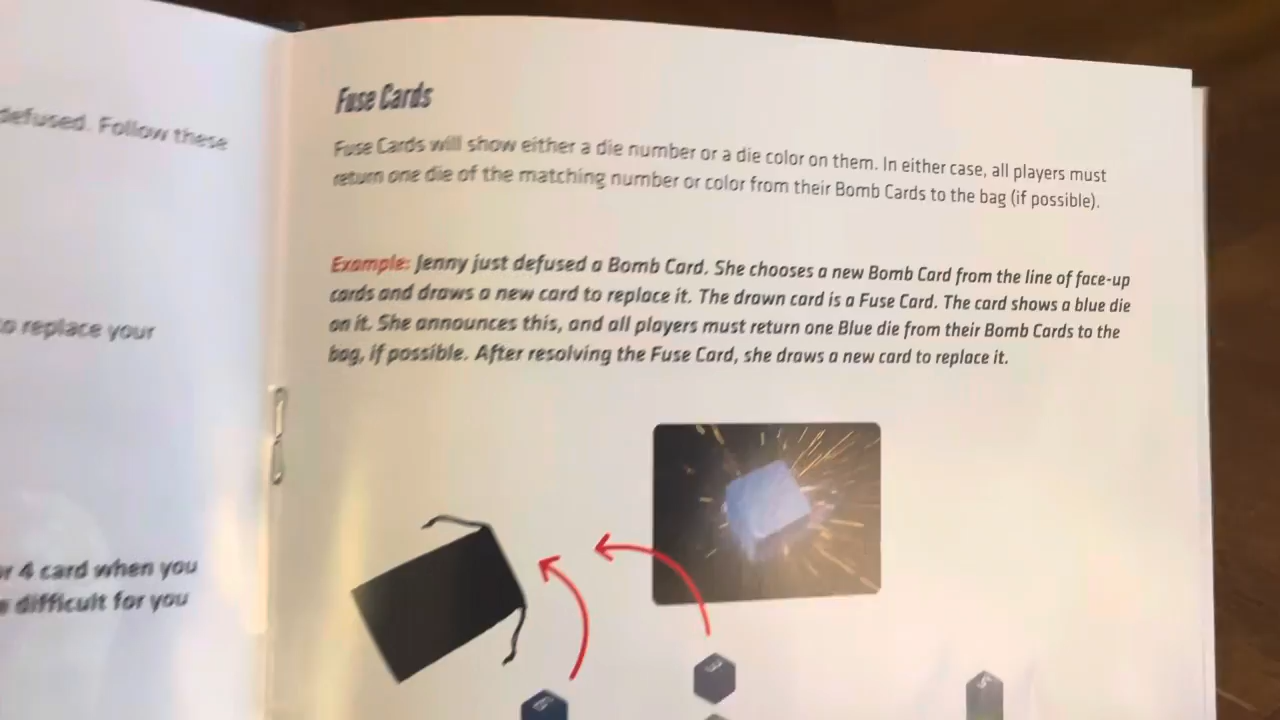 defused. Follow these
to replace your
4 card when you
difficult for you
Fuse Cards
Fuse Cards will show either a die number or a die color on them. In either case, all players must
return one die of the matching number or color from their Bomb Cards to the bag (if possible).
Example: Jenny just defused a Bomb Card. She chooses a new Bomb Card from the line of face-up
cards and draws a new card to replace it. The drawn card is a Fuse Card. The card shows a blue die
on it. She announces this, and all players must return one Blue die from their Bomb Cards to the
bag, if possible. After resolving the Fuse Card, she draws a new card to replace it.
3